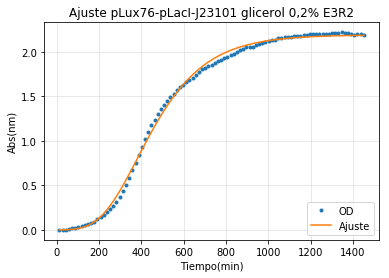 Ajuste pLux76-pLacI-J23101 glicerol 0,2% E3R2
Abs(nm)
2.0
1.5
1.0
0.5
0.0
0 200 400 600 800 1000 1200 1400
Tiempo(min)
OD
Ajuste